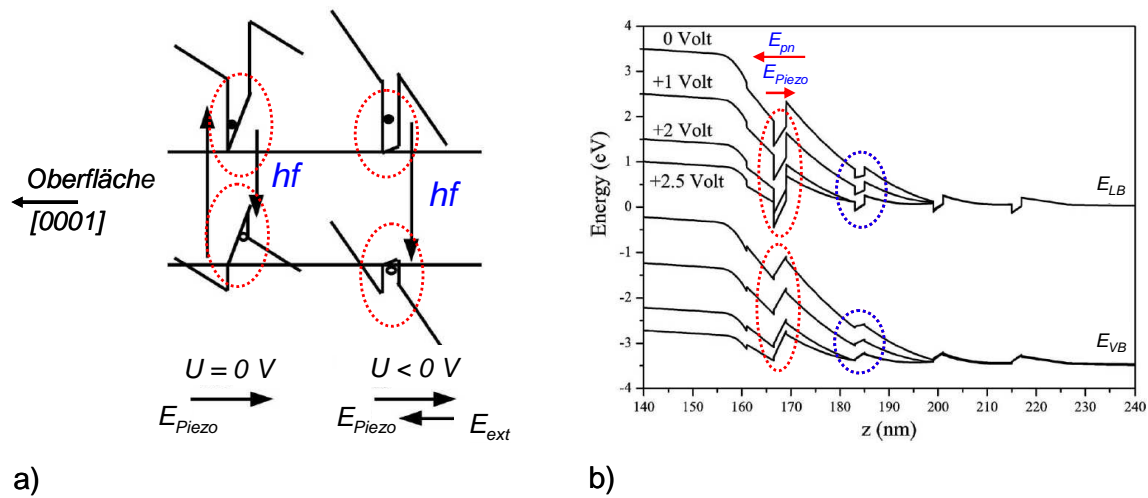 hf
hf
Oberfläche
[0001]
U = 0 V
U < 0 V
E_Piezo
E_Piezo
E_ext
a)
0 Volt
+1 Volt
+2 Volt
+2.5 Volt
E_pn
E_Piezo
E_LB
E_VB
Energy (eV)
4
3
2
1
0
-1
-2
-3
-4
140 150 160 170 180 190 200 210 215 220 230 240
z (nm)
b)